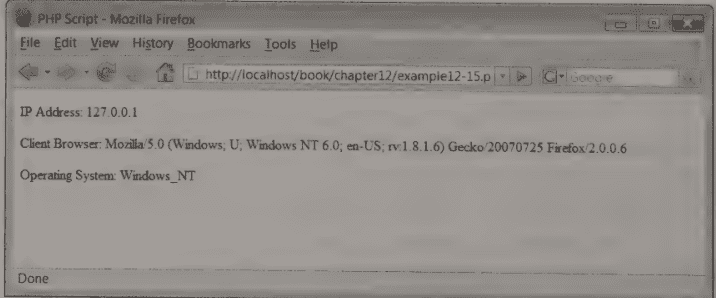 PHP Script - Mozilla Firefox
File Edit View History Bookmarks Tools Help
http://localhost/book/chapter12/example12-15.p Google
IP Address: 127.0.0.1
Client Browser: Mozilla/5.0 (Windows; U; Windows NT 6.0; en-US; rv:1.8.1.6) Gecko/20070725 Firefox/2.0.0.6
Operating System: Windows_NT
Done